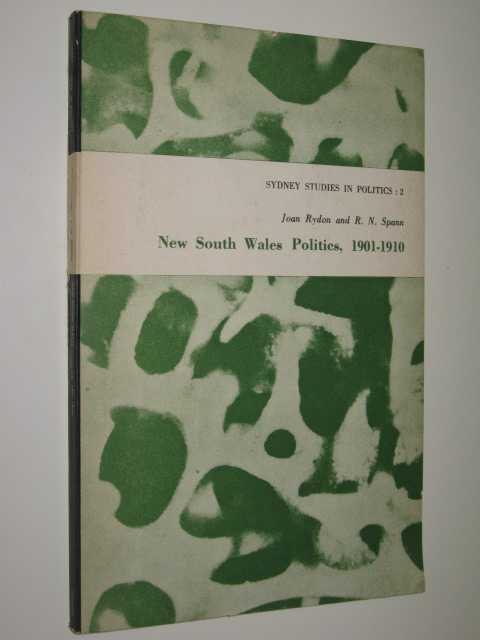 SYDNEY STUDIES IN POLITICS : 2
Joan Rydon and R. N. Spann
New South Wales Politics, 1901-1910